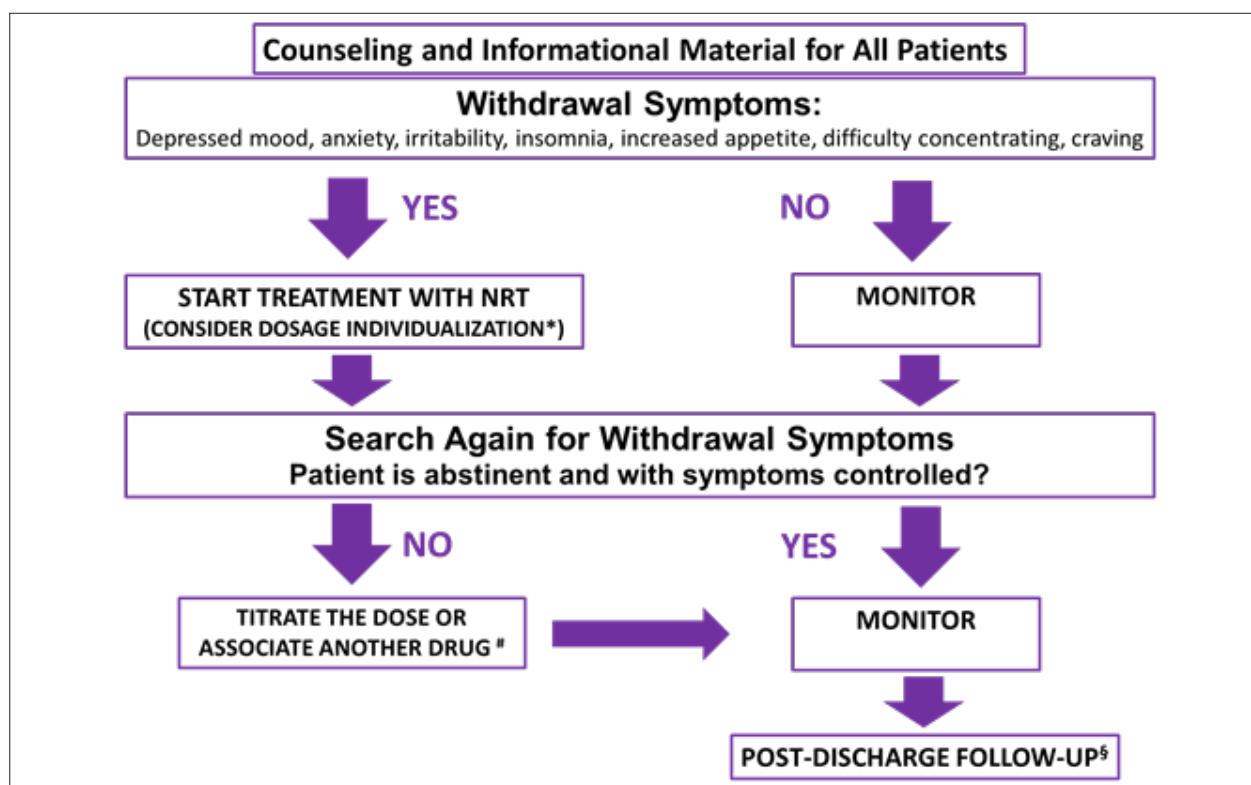 Counseling and Informational Material for All Patients
Withdrawal Symptoms:
Depressed mood, anxiety, irritability, insomnia, increased appetite, difficulty concentrating, craving
YES
NO
START TREATMENT WITH NRT
(CONSIDER DOSAGE INDIVIDUALIZATION*)
MONITOR
Search Again for Withdrawal Symptoms
Patient is abstinent and with symptoms controlled?
NO
YES
TITRATE THE DOSE OR
ASSOCIATE ANOTHER DRUG #
MONITOR
POST-DISCHARGE FOLLOW-UP§